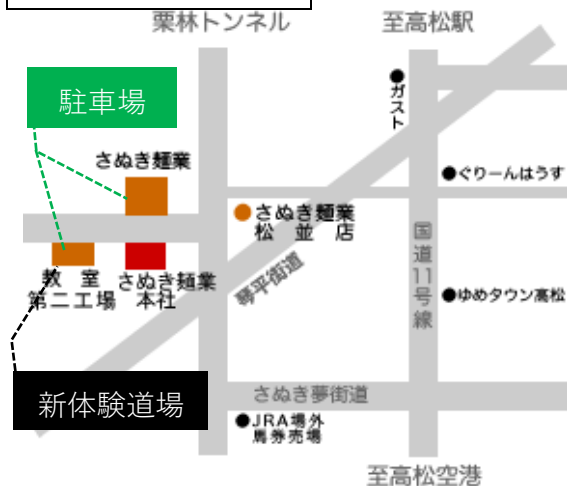 栗林トンネル
至高松駅
駐車場
●ガスト
さぬき麺業
●ぐりーんはうす
●さぬき麺業
松並店
国道11号線
教室
第二工場
さぬき麺業
本社
琴平街道
●ゆめタウン高松
新体験道場
さぬき夢街道
●JRA場外
馬券売場
至高松空港